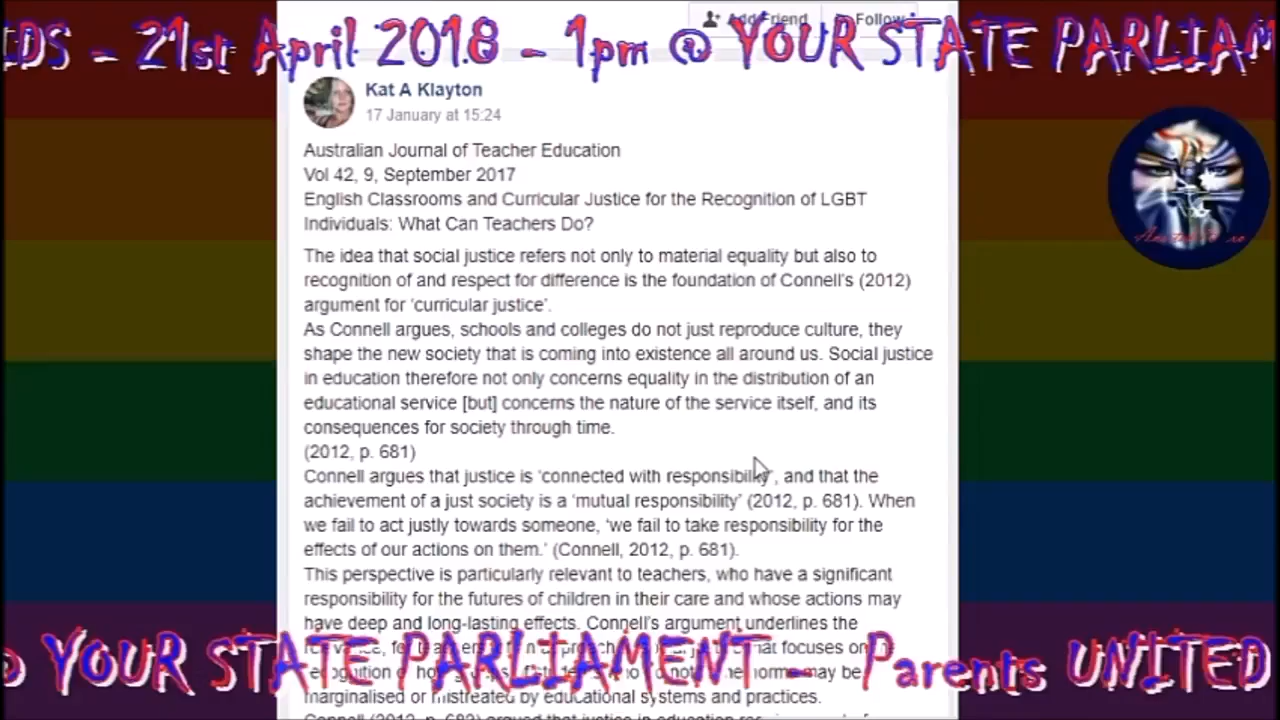 Add Friend Follow
DS - 21st April 2018 - 1pm @ YOUR STATE PARLIAM
Kat A Klayton
17 January at 15:24
Australian Journal of Teacher Education
Vol 42, 9, September 2017
English Classrooms and Curricular Justice for the Recognition of LGBT
Individuals: What Can Teachers Do?
The idea that social justice refers not only to material equality but also to
recognition of and respect for difference is the foundation of Connell's (2012)
argument for 'curricular justice'.
As Connell argues, schools and colleges do not just reproduce culture, they
shape the new society that is coming into existence all around us. Social justice
in education therefore not only concerns equality in the distribution of an
educational service [but] concerns the nature of the service itself, and its
consequences for society through time.
(2012, p. 681)
Connell argues that justice is 'connected with responsibility', and that the
achievement of a just society is a 'mutual responsibility' (2012, p. 681). When
we fail to act justly towards someone, 'we fail to take responsibility for the
effects of our actions on them.' (Connell, 2012, p. 681).
This perspective is particularly relevant to teachers, who have a significant
responsibility for the futures of children in their care and whose actions may
have deep and long-lasting effects. Connell's argument underlines the
that focuses on
YOUR STATE PARLIAMENT - Parents UNITED
may be
marginalised or mistreated by educational systems and practices.